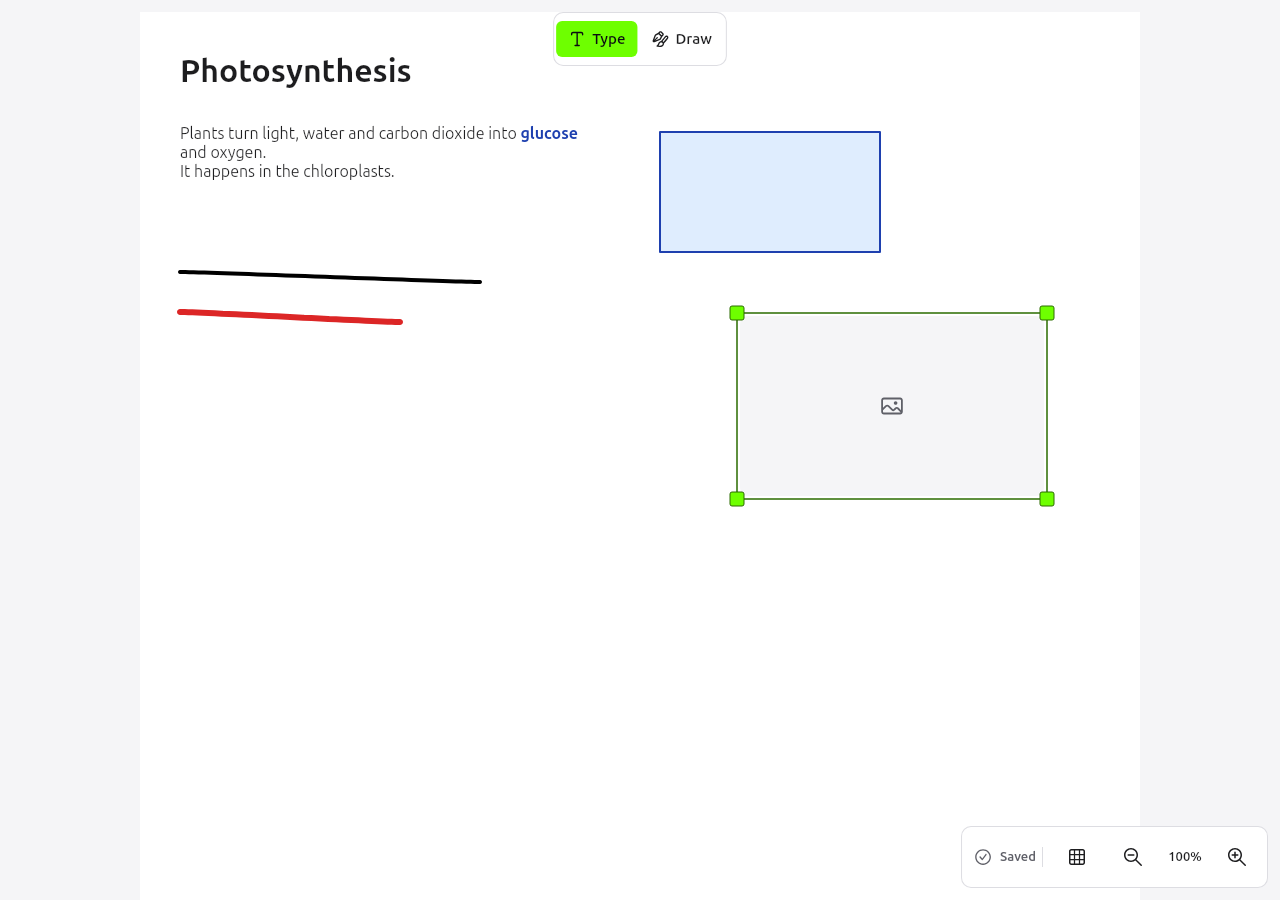 Type Draw
Photosynthesis
Plants turn light, water and carbon dioxide into glucose
and oxygen.
It happens in the chloroplasts.
Saved 100%